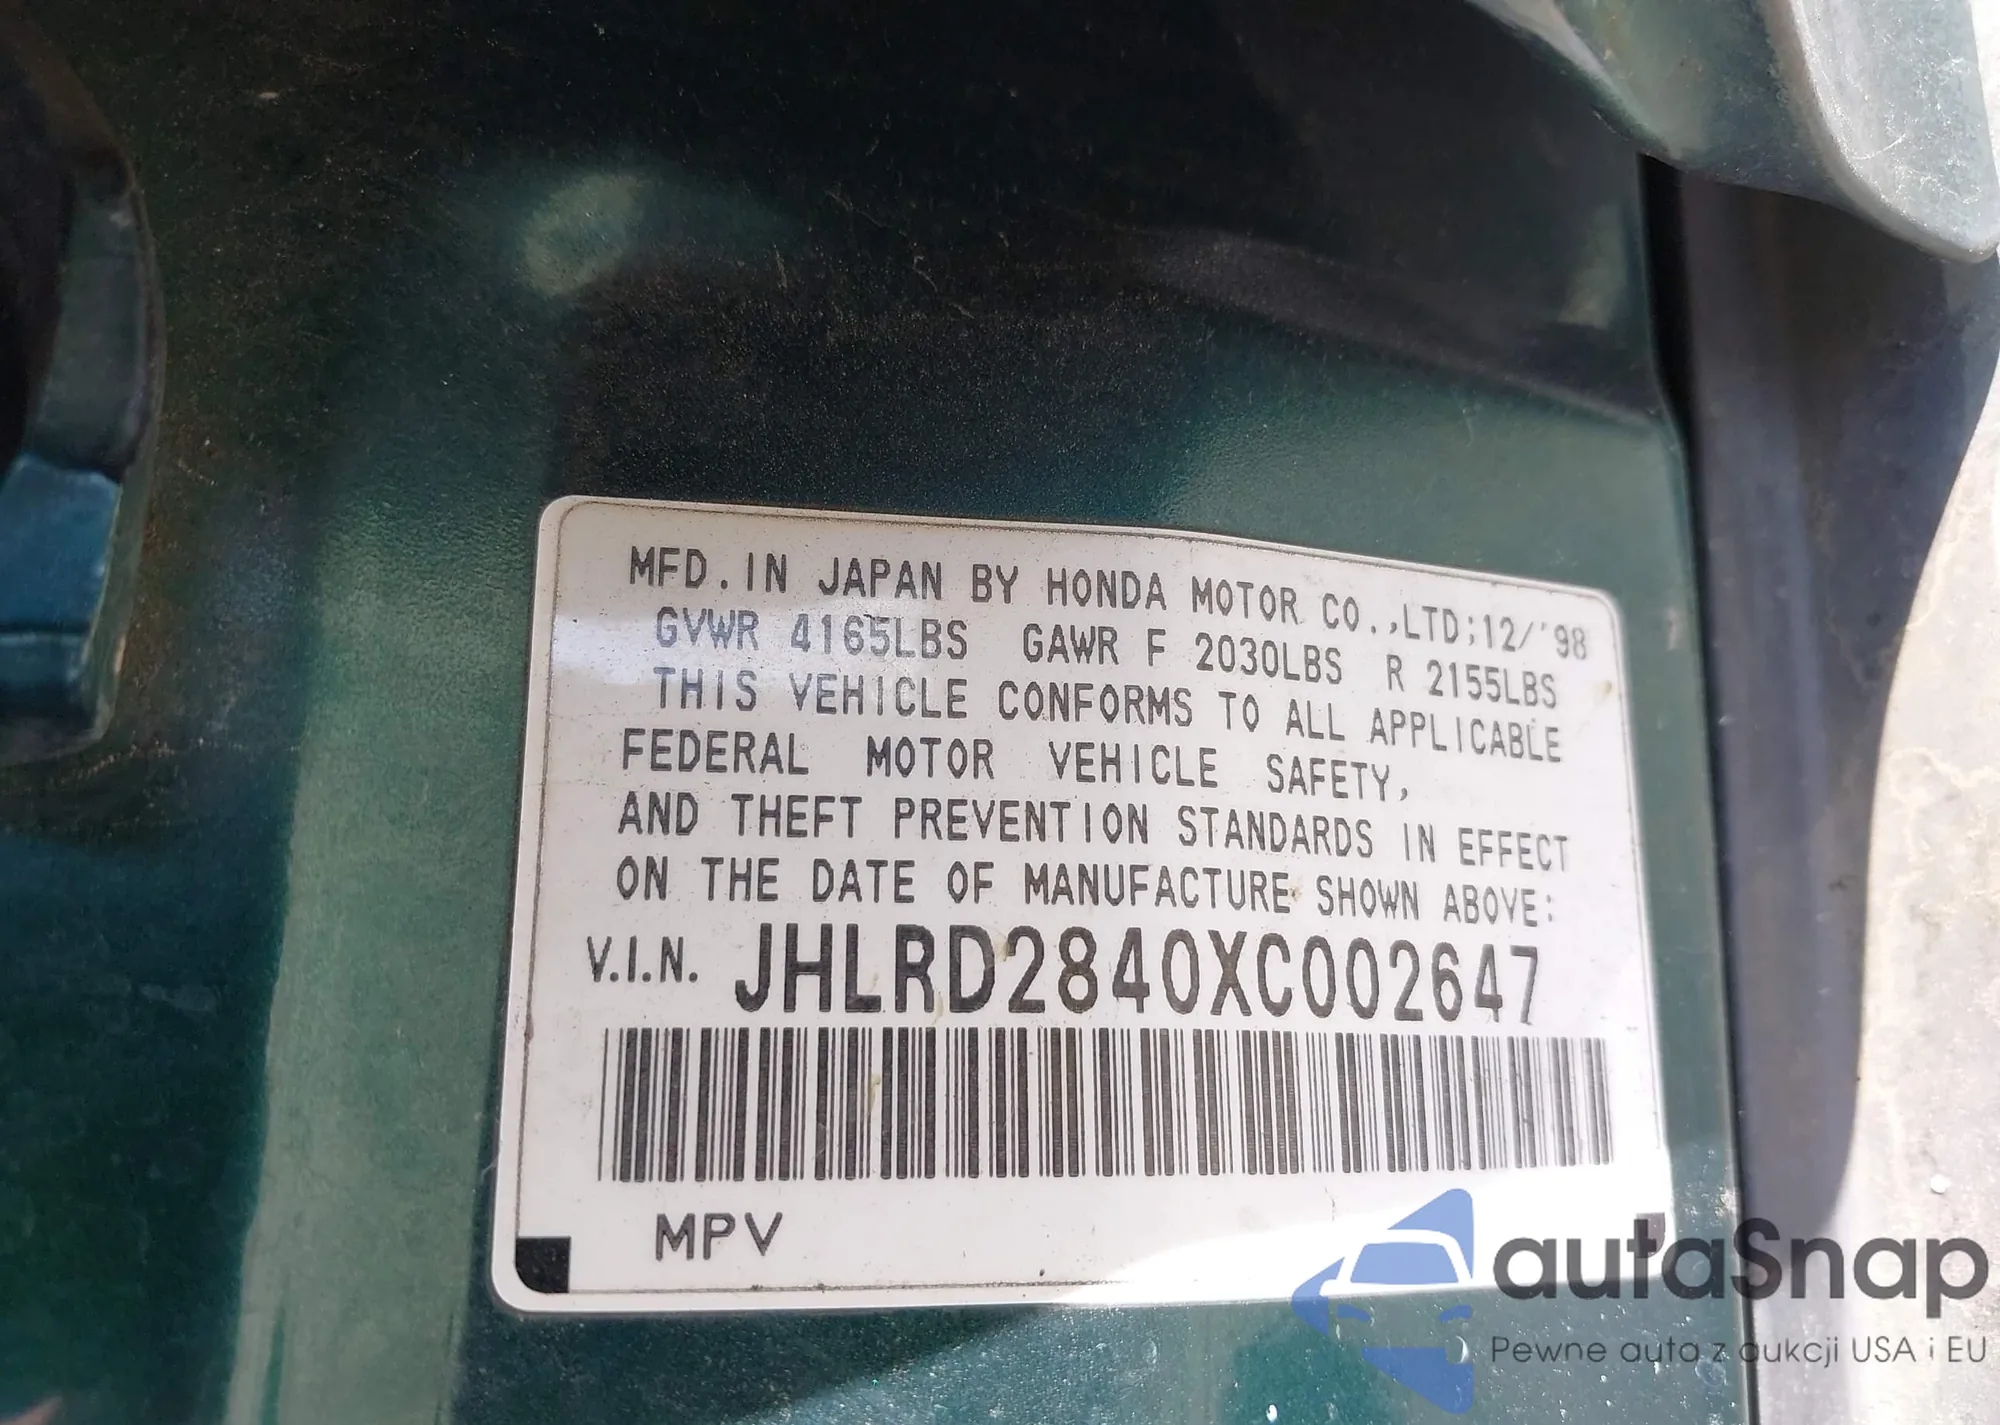 MFD. IN JAPAN BY HONDA MOTOR CO.,LTD;12/'98
GVWR 4165LBS GAWR F 2030LBS R 2155LBS
THIS VEHICLE CONFORMS TO ALL APPLICABLE
FEDERAL MOTOR VEHICLE SAFETY,
AND THEFT PREVENTION STANDARDS IN EFFECT
ON THE DATE OF MANUFACTURE SHOWN ABOVE:
V.I.N. JHLRD2840XC002647
MPV
autaSnap
Pewne auta z aukcji USA i EU